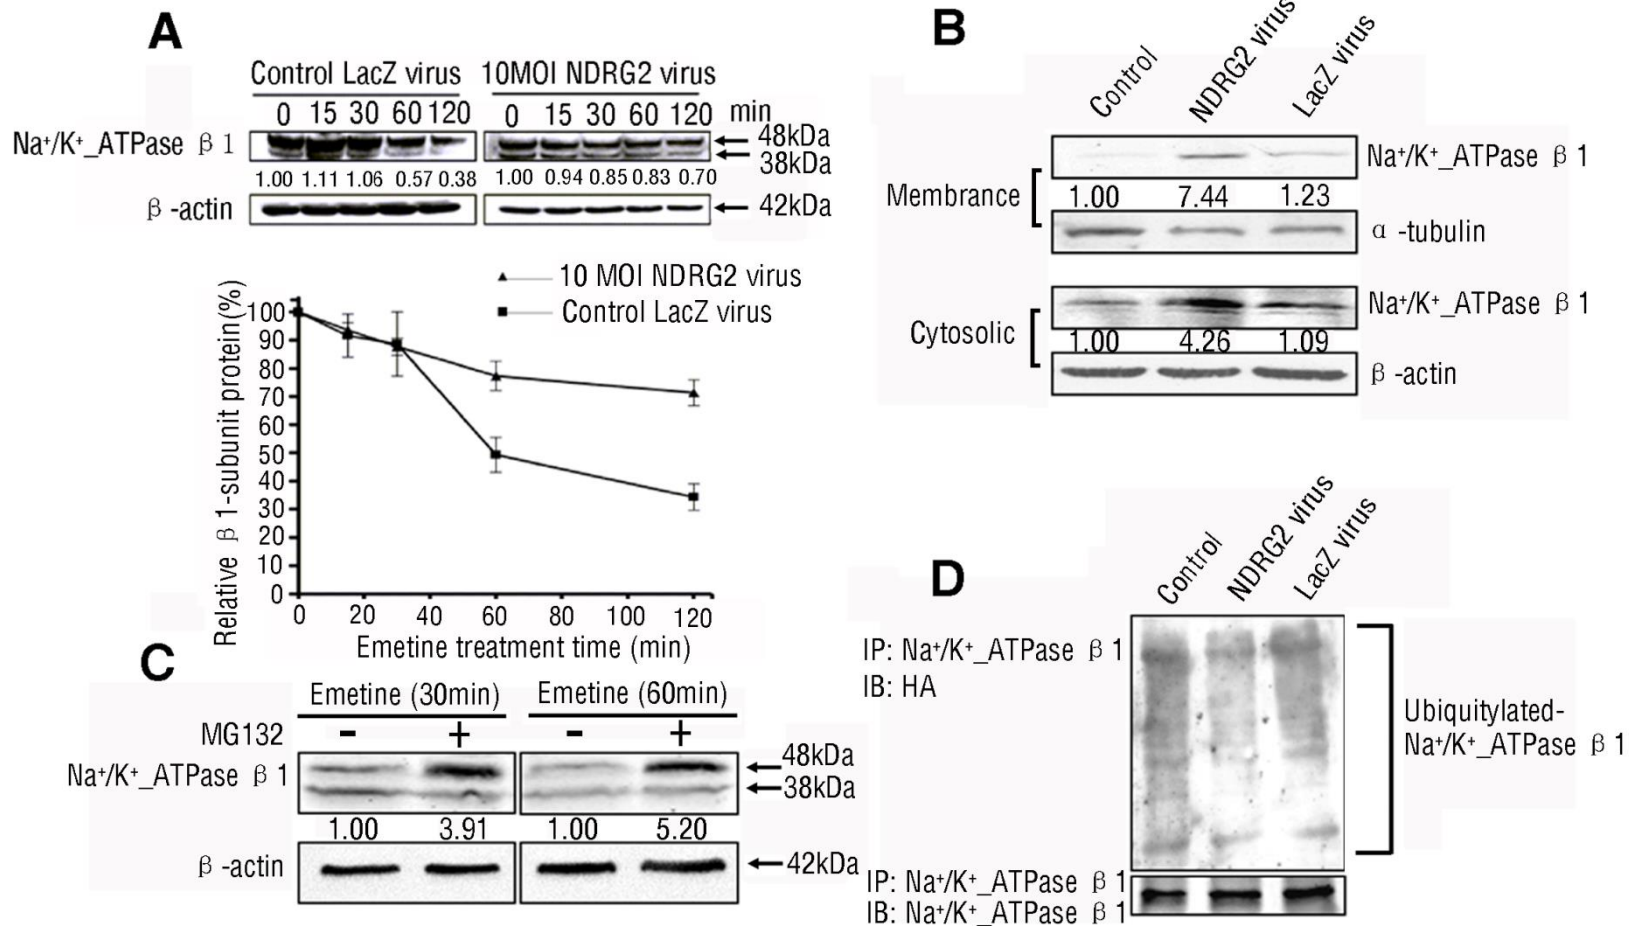 A
Control LacZ virus 10MOI NDRG2 virus
0 15 30 60 120 0 15 30 60 120 min
Na⁺/K⁺_ATPase β 1
48kDa
38kDa
1.00 1.11 1.06 0.57 0.38 1.00 0.94 0.85 0.83 0.70
β -actin
42kDa
10 MOI NDRG2 virus
Control LacZ virus
Relative β 1-subunit protein(%)
100
90
80
70
60
50
40
30
20
10
0
0 20 40 60 80 100 120
Emetine treatment time (min)
B
Control NDRG2 virus LacZ virus
Na⁺/K⁺_ATPase β 1
Membrance
1.00 7.44 1.23
α -tubulin
Na⁺/K⁺_ATPase β 1
Cytosolic
1.00 4.26 1.09
β -actin
C
Emetine (30min) Emetine (60min)
MG132 - + - +
Na⁺/K⁺_ATPase β 1
48kDa
38kDa
1.00 3.91 1.00 5.20
β -actin
42kDa
D
Control NDRG2 virus LacZ virus
IP: Na⁺/K⁺_ATPase β 1
IB: HA
Ubiquitylated-
Na⁺/K⁺_ATPase β 1
IP: Na⁺/K⁺_ATPase β 1
IB: Na⁺/K⁺_ATPase β 1